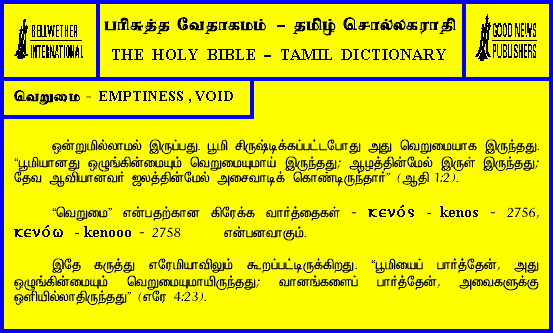 BELLWETHER
INTERNATIONAL
பரிசுத்த வேதாகமம் - தமிழ் சொல்லகராதி
THE HOLY BIBLE - TAMIL DICTIONARY
GOOD NEWS
PUBLISHERS
வெறுமை - EMPTINESS , VOID
ஒன்றுமில்லாமல் இருப்பது. பூமி சிருஷ்டிக்கப்பட்டபோது அது வெறுமையாக இருந்தது.
“பூமியானது ஒழுங்கின்மையும் வெறுமையுமாய் இருந்தது; ஆழத்தின்மேல் இருள் இருந்தது;
தேவ ஆவியானவர் ஜலத்தின்மேல் அசைவாடிக் கொண்டிருந்தார்” (ஆதி 1:2).
“வெறுமை” என்பதற்கான கிரேக்க வார்த்தைகள் - κενός - kenos - 2756,
κενόω - kenooo - 2758 என்பனவாகும்.
இதே கருத்து எரேமியாவிலும் கூறப்பட்டிருக்கிறது. “பூமியைப் பார்த்தேன், அது
ஒழுங்கின்மையும் வெறுமையுமாயிருந்தது; வானங்களைப் பார்த்தேன், அவைகளுக்கு
ஒளியில்லாதிருந்தது” (எரே 4:23).